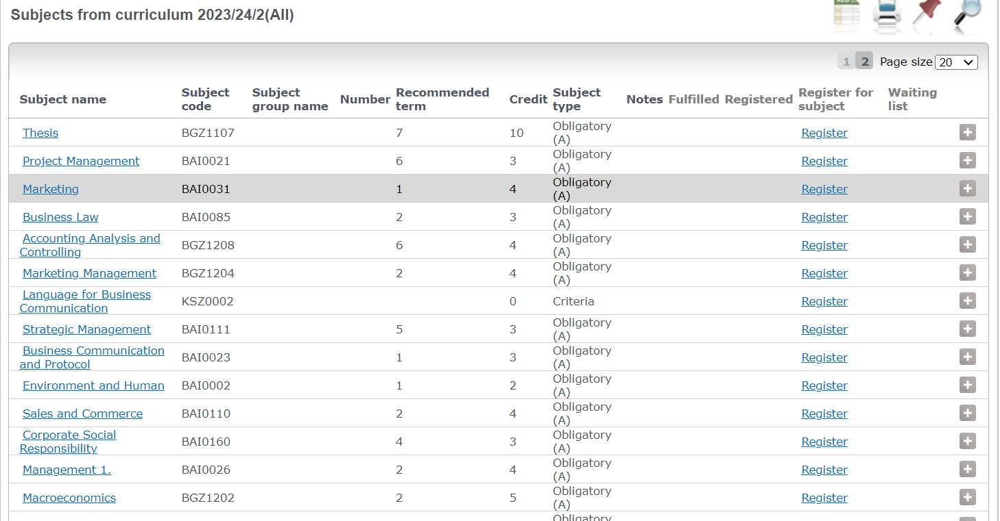 Subjects from curriculum 2023/24/2(All)
1 2 Page size 20
Subject name Subject code Subject group name Number Recommended term Credit Subject type Notes Fulfilled Registered Register for subject Waiting list
Thesis BGZ1107 7 10 Obligatory (A) Register
Project Management BAI0021 6 3 Obligatory (A) Register
Marketing BAI0031 1 4 Obligatory (A) Register
Business Law BAI0085 2 3 Obligatory (A) Register
Accounting Analysis and Controlling BGZ1208 6 4 Obligatory (A) Register
Marketing Management BGZ1204 2 4 Obligatory (A) Register
Language for Business Communication KSZ0002 0 Criteria Register
Strategic Management BAI0111 5 3 Obligatory (A) Register
Business Communication and Protocol BAI0023 1 3 Obligatory (A) Register
Environment and Human BAI0002 1 2 Obligatory (A) Register
Sales and Commerce BAI0110 2 4 Obligatory (A) Register
Corporate Social Responsibility BAI0160 4 3 Obligatory (A) Register
Management 1. BAI0026 2 4 Obligatory (A) Register
Macroeconomics BGZ1202 2 5 Obligatory (A) Register
Obligatory